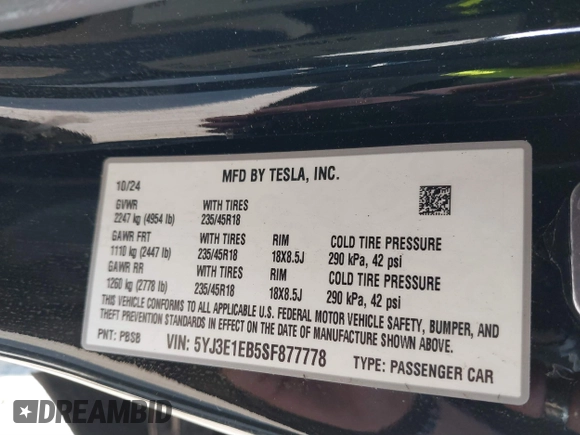 MFD BY TESLA, INC.
10/24
GVWR WITH TIRES
2247 kg (4954 lb) 235/45R18
GAWR FRT WITH TIRES RIM COLD TIRE PRESSURE
1110 kg (2447 lb) 235/45R18 18X8.5J 290 kPa, 42 psi
GAWR RR WITH TIRES RIM COLD TIRE PRESSURE
1260 kg (2778 lb) 235/45R18 18X8.5J 290 kPa, 42 psi
THIS VEHICLE CONFORMS TO ALL APPLICABLE U.S. FEDERAL MOTOR VEHICLE SAFETY, BUMPER, AND
THEFT PREVENTION STANDARDS IN EFFECT ON THE DATE OF MANUFACTURE SHOWN ABOVE.
PNT: PBSB VIN: 5YJ3E1EB5SF877778 TYPE: PASSENGER CAR
DREAMBID